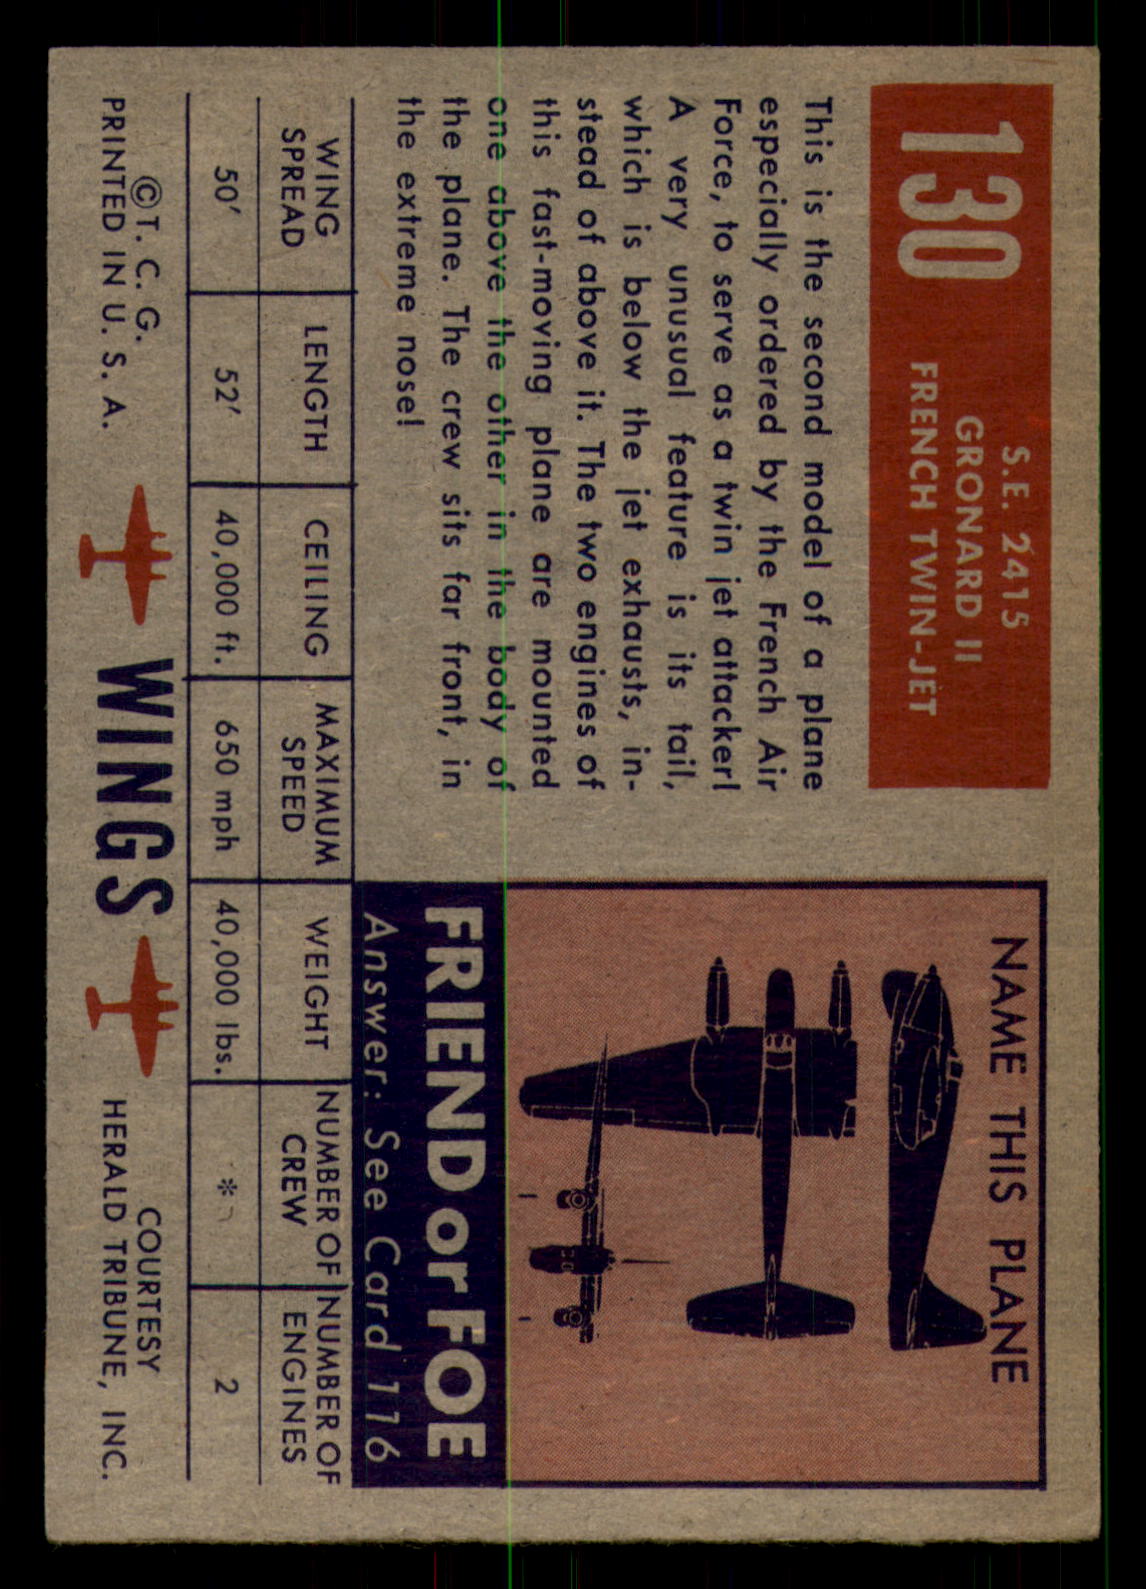 130
S.E. 2415
GRONARD II
FRENCH TWIN-JET
This is the second model of a plane
especially ordered by the French Air
Force, to serve as a twin jet attacker!
A very unusual feature is its tail,
which is below the jet exhausts, in-
stead of above it. The two engines of
this fast-moving plane are mounted
one above the other in the body of
the plane. The crew sits far front, in
the extreme nose!
NAME THIS PLANE
FRIEND or FOE
Answer: See Card 116
WING SPREAD
LENGTH
CEILING
MAXIMUM SPEED
WEIGHT
NUMBER OF CREW
NUMBER OF ENGINES
50'
52'
40,000 ft.
650 mph
40,000 lbs.
*
2
©T. C. G.
PRINTED IN U. S. A.
WINGS
COURTESY
HERALD TRIBUNE, INC.